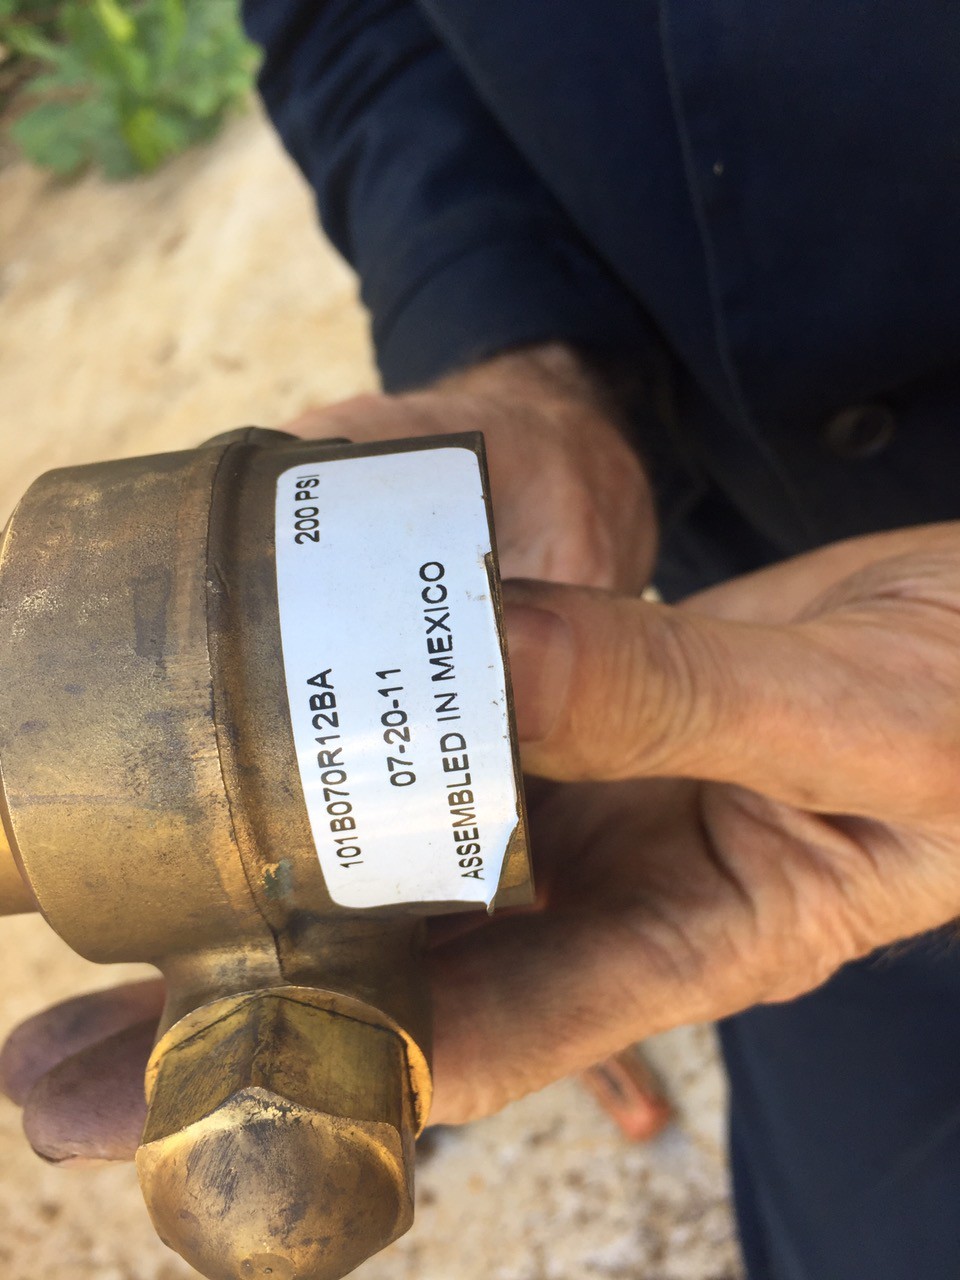 200 PSI
101B070R12BA
07-20-11
ASSEMBLED IN MEXICO